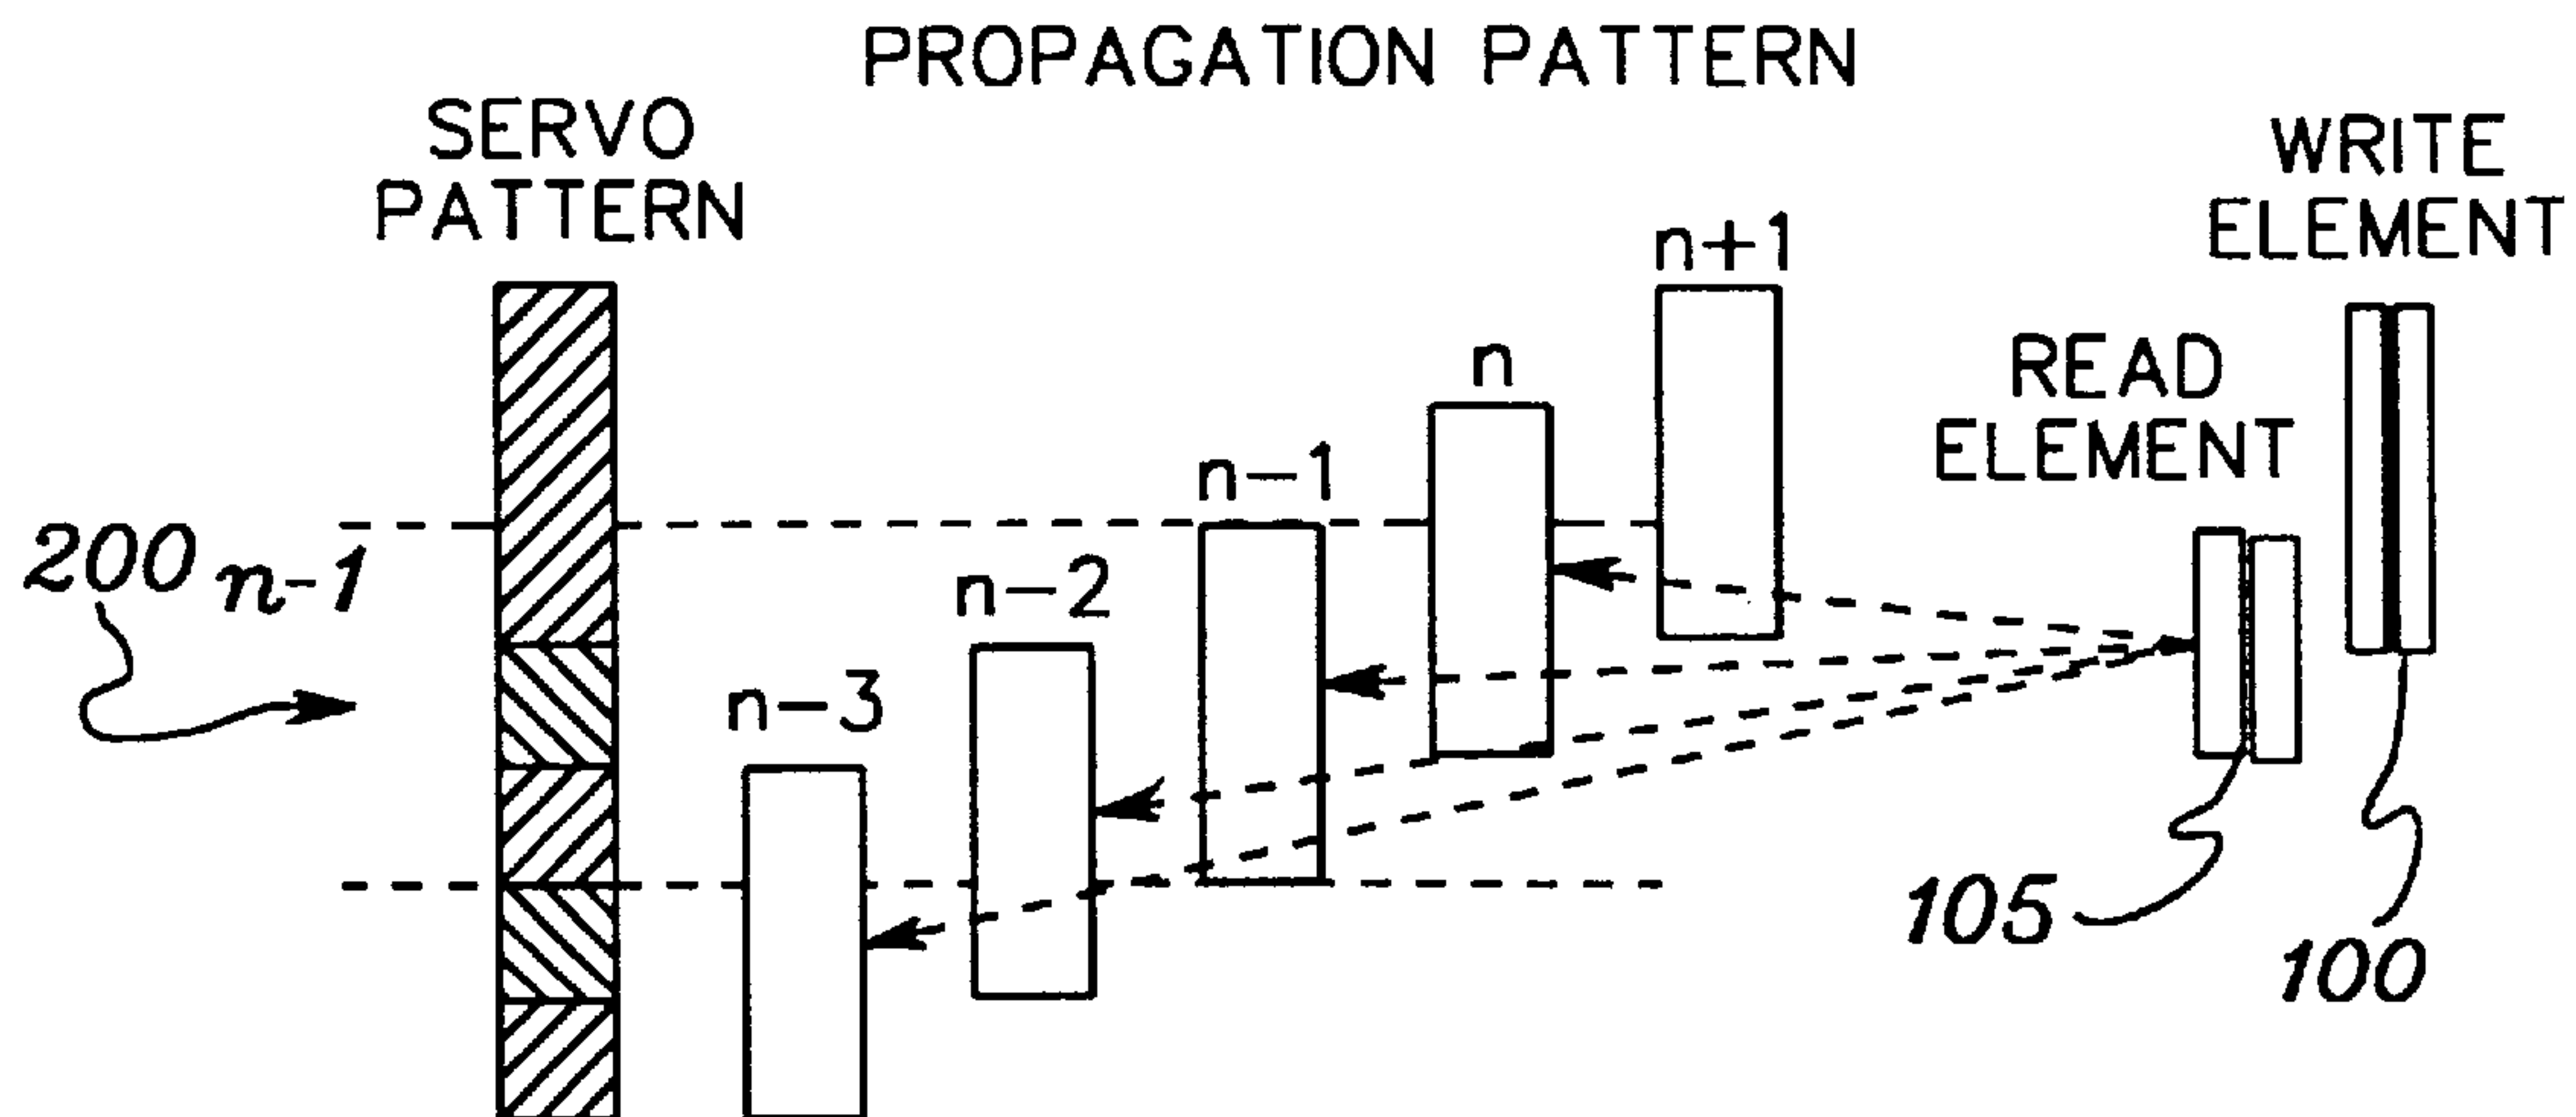 PROPAGATION PATTERN
SERVO
PATTERN
WRITE
ELEMENT
n+1
READ
ELEMENT
n
n-1
200 n-1
n-2
n-3
105
100